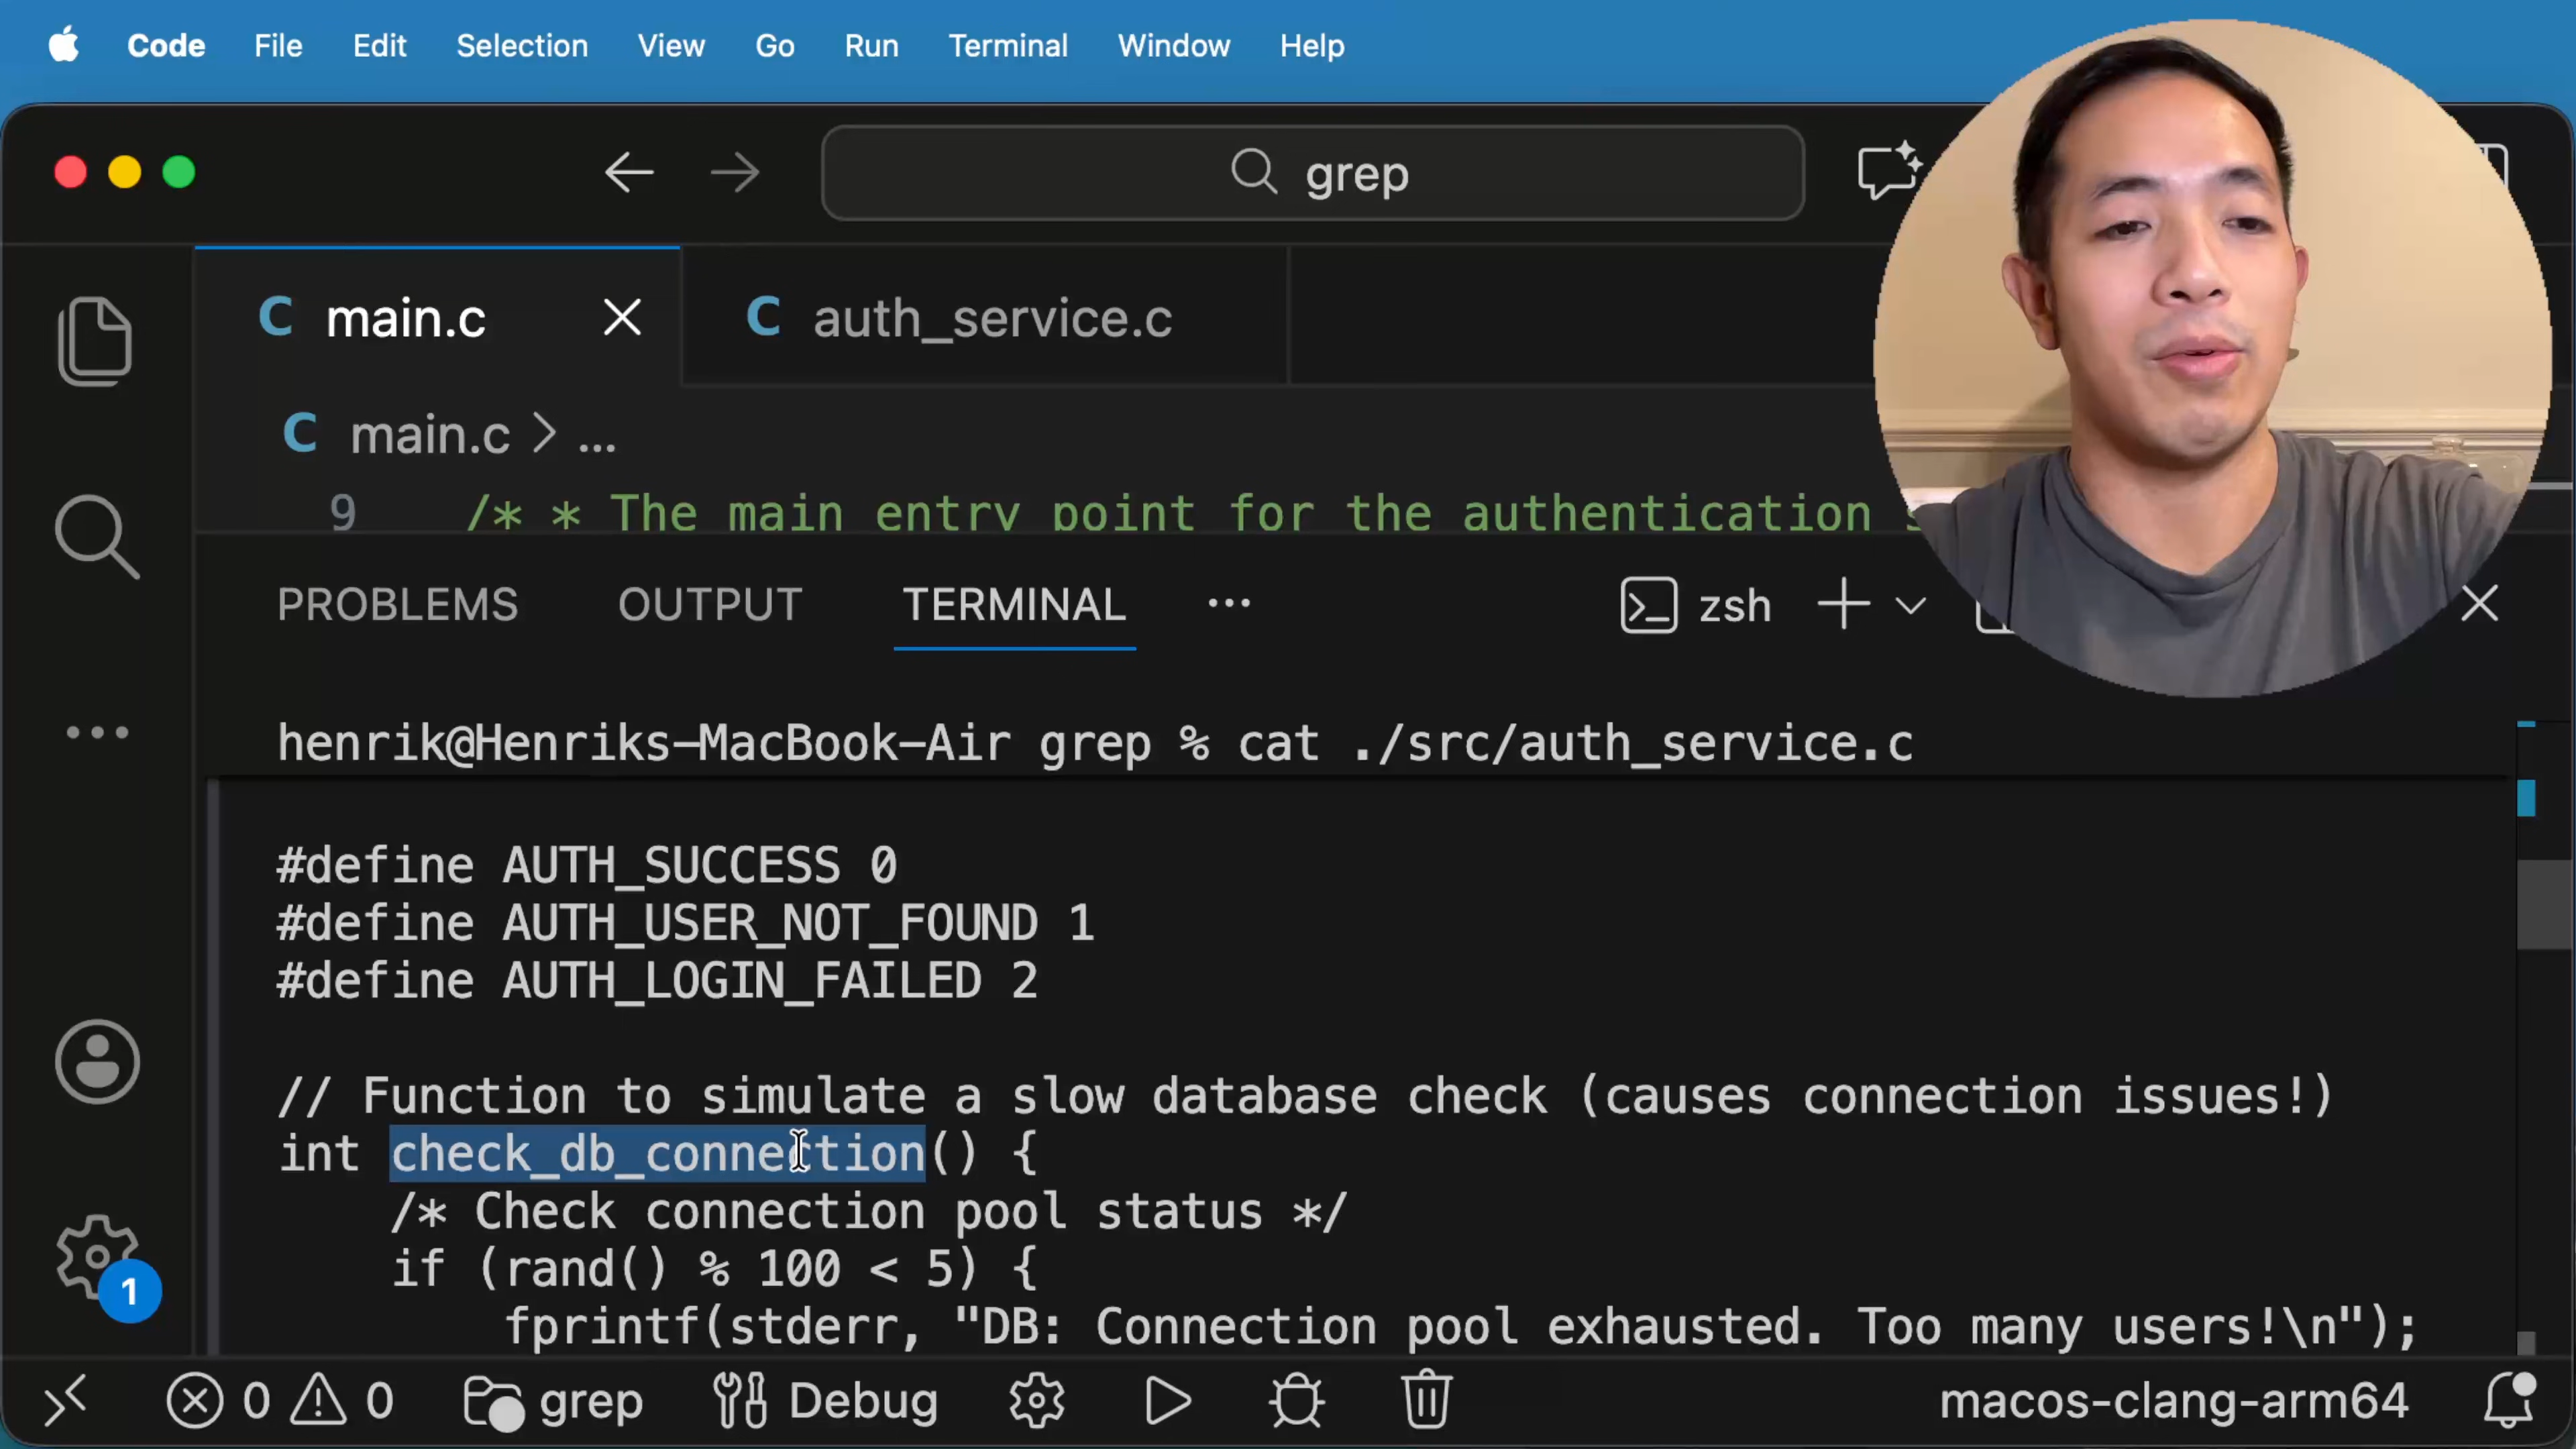 Code File Edit Selection View Go Run Terminal Window Help
grep
C main.c
C auth_service.c
C main.c > ...
9 /* * The main entry point for the authentication
PROBLEMS OUTPUT TERMINAL ...
zsh
henrik@Henriks-MacBook-Air grep % cat ./src/auth_service.c
#define AUTH_SUCCESS 0
#define AUTH_USER_NOT_FOUND 1
#define AUTH_LOGIN_FAILED 2
// Function to simulate a slow database check (causes connection issues!)
int check_db_connection() {
/* Check connection pool status */
if (rand() % 100 < 5) {
fprintf(stderr, "DB: Connection pool exhausted. Too many users!\n");
1
0 0 grep Debug macos-clang-arm64